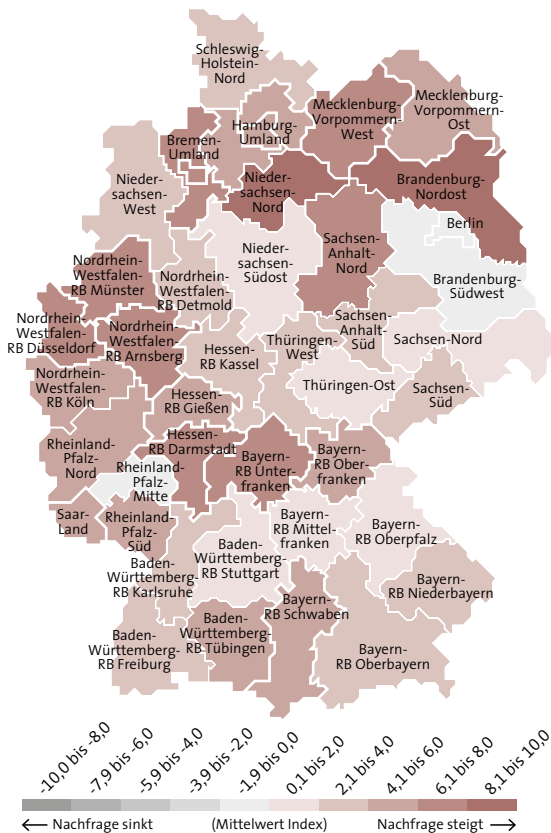 Schleswig-
Holstein-
Nord
Mecklenburg-
Vorpommern-
Ost
Mecklenburg-
Vorpommern-
West
Hamburg-
Umland
Bremen-
Umland
Nieder-
sachsen-
West
Nieder-
sachsen-
Nord
Brandenburg-
Nordost
Berlin
Nieder-
sachsen-
Südost
Sachsen-
Anhalt-
Nord
Brandenburg-
Südwest
Nordrhein-
Westfalen-
RB Münster
Nordrhein-
Westfalen-
RB Detmold
Nordrhein-
Westfalen-
RB Düsseldorf
Nordrhein-
Westfalen-
RB Arnsberg
Hessen-
RB Kassel
Thüringen-
West
Sachsen-
Anhalt-
Süd
Sachsen-Nord
Nordrhein-
Westfalen-
RB Köln
Hessen-
RB Gießen
Thüringen-Ost
Sachsen-
Süd
Rheinland-
Pfalz-
Nord
Hessen-
RB Darmstadt
Rheinland-
Pfalz-
Mitte
Bayern-
RB Unter-
franken
Bayern-
RB Ober-
franken
Saar-
Land
Rheinland-
Pfalz-
Süd
Bayern-
RB Mittel-
franken
Bayern-
RB Oberpfalz
Baden-
Württemberg-
RB Stuttgart
Baden-
Württemberg-
RB Karlsruhe
Bayern-
RB Niederbayern
Bayern-
RB Schwaben
Baden-
Württemberg-
RB Tübingen
Baden-
Württemberg-
RB Freiburg
Bayern-
RB Oberbayern
-10,0 bis -8,0
-7,9 bis -6,0
-5,9 bis -4,0
-3,9 bis -2,0
-1,9 bis 0,0
0,1 bis 2,0
2,1 bis 4,0
4,1 bis 6,0
6,1 bis 8,0
8,1 bis 10,0
← Nachfrage sinkt
(Mittelwert Index)
Nachfrage steigt →